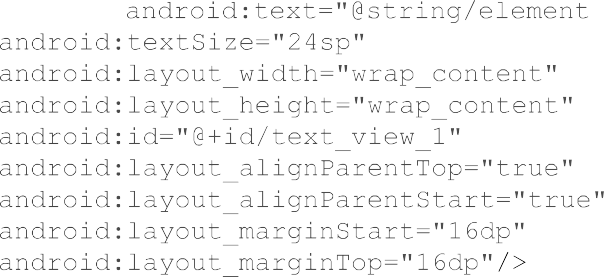 android:text="@string/element
android:textSize="24sp"
android:layout_width="wrap_content"
android:layout_height="wrap_content"
android:id="@+id/text_view_1"
android:layout_alignParentTop="true"
android:layout_alignParentStart="true"
android:layout_marginStart="16dp"
android:layout_marginTop="16dp"/>